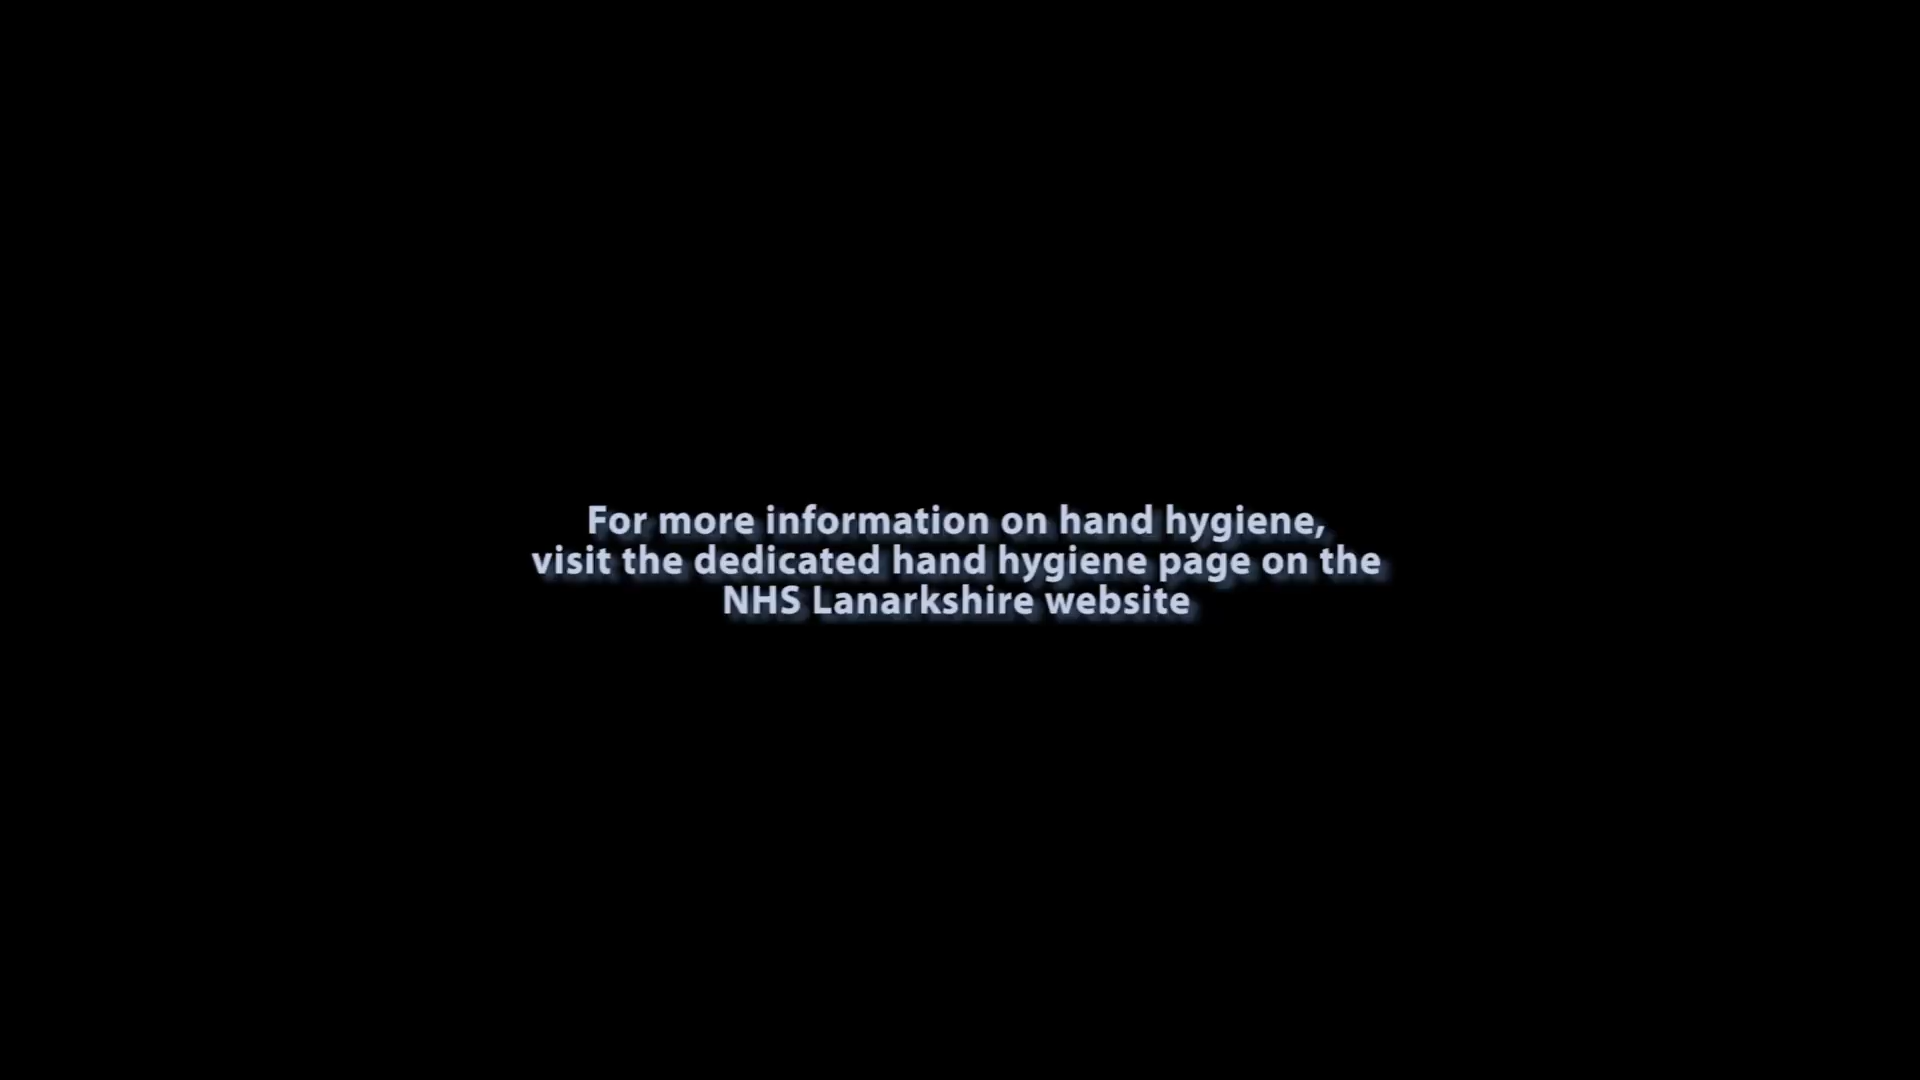 For more information on hand hygiene,
visit the dedicated hand hygiene page on the
NHS Lanarkshire website